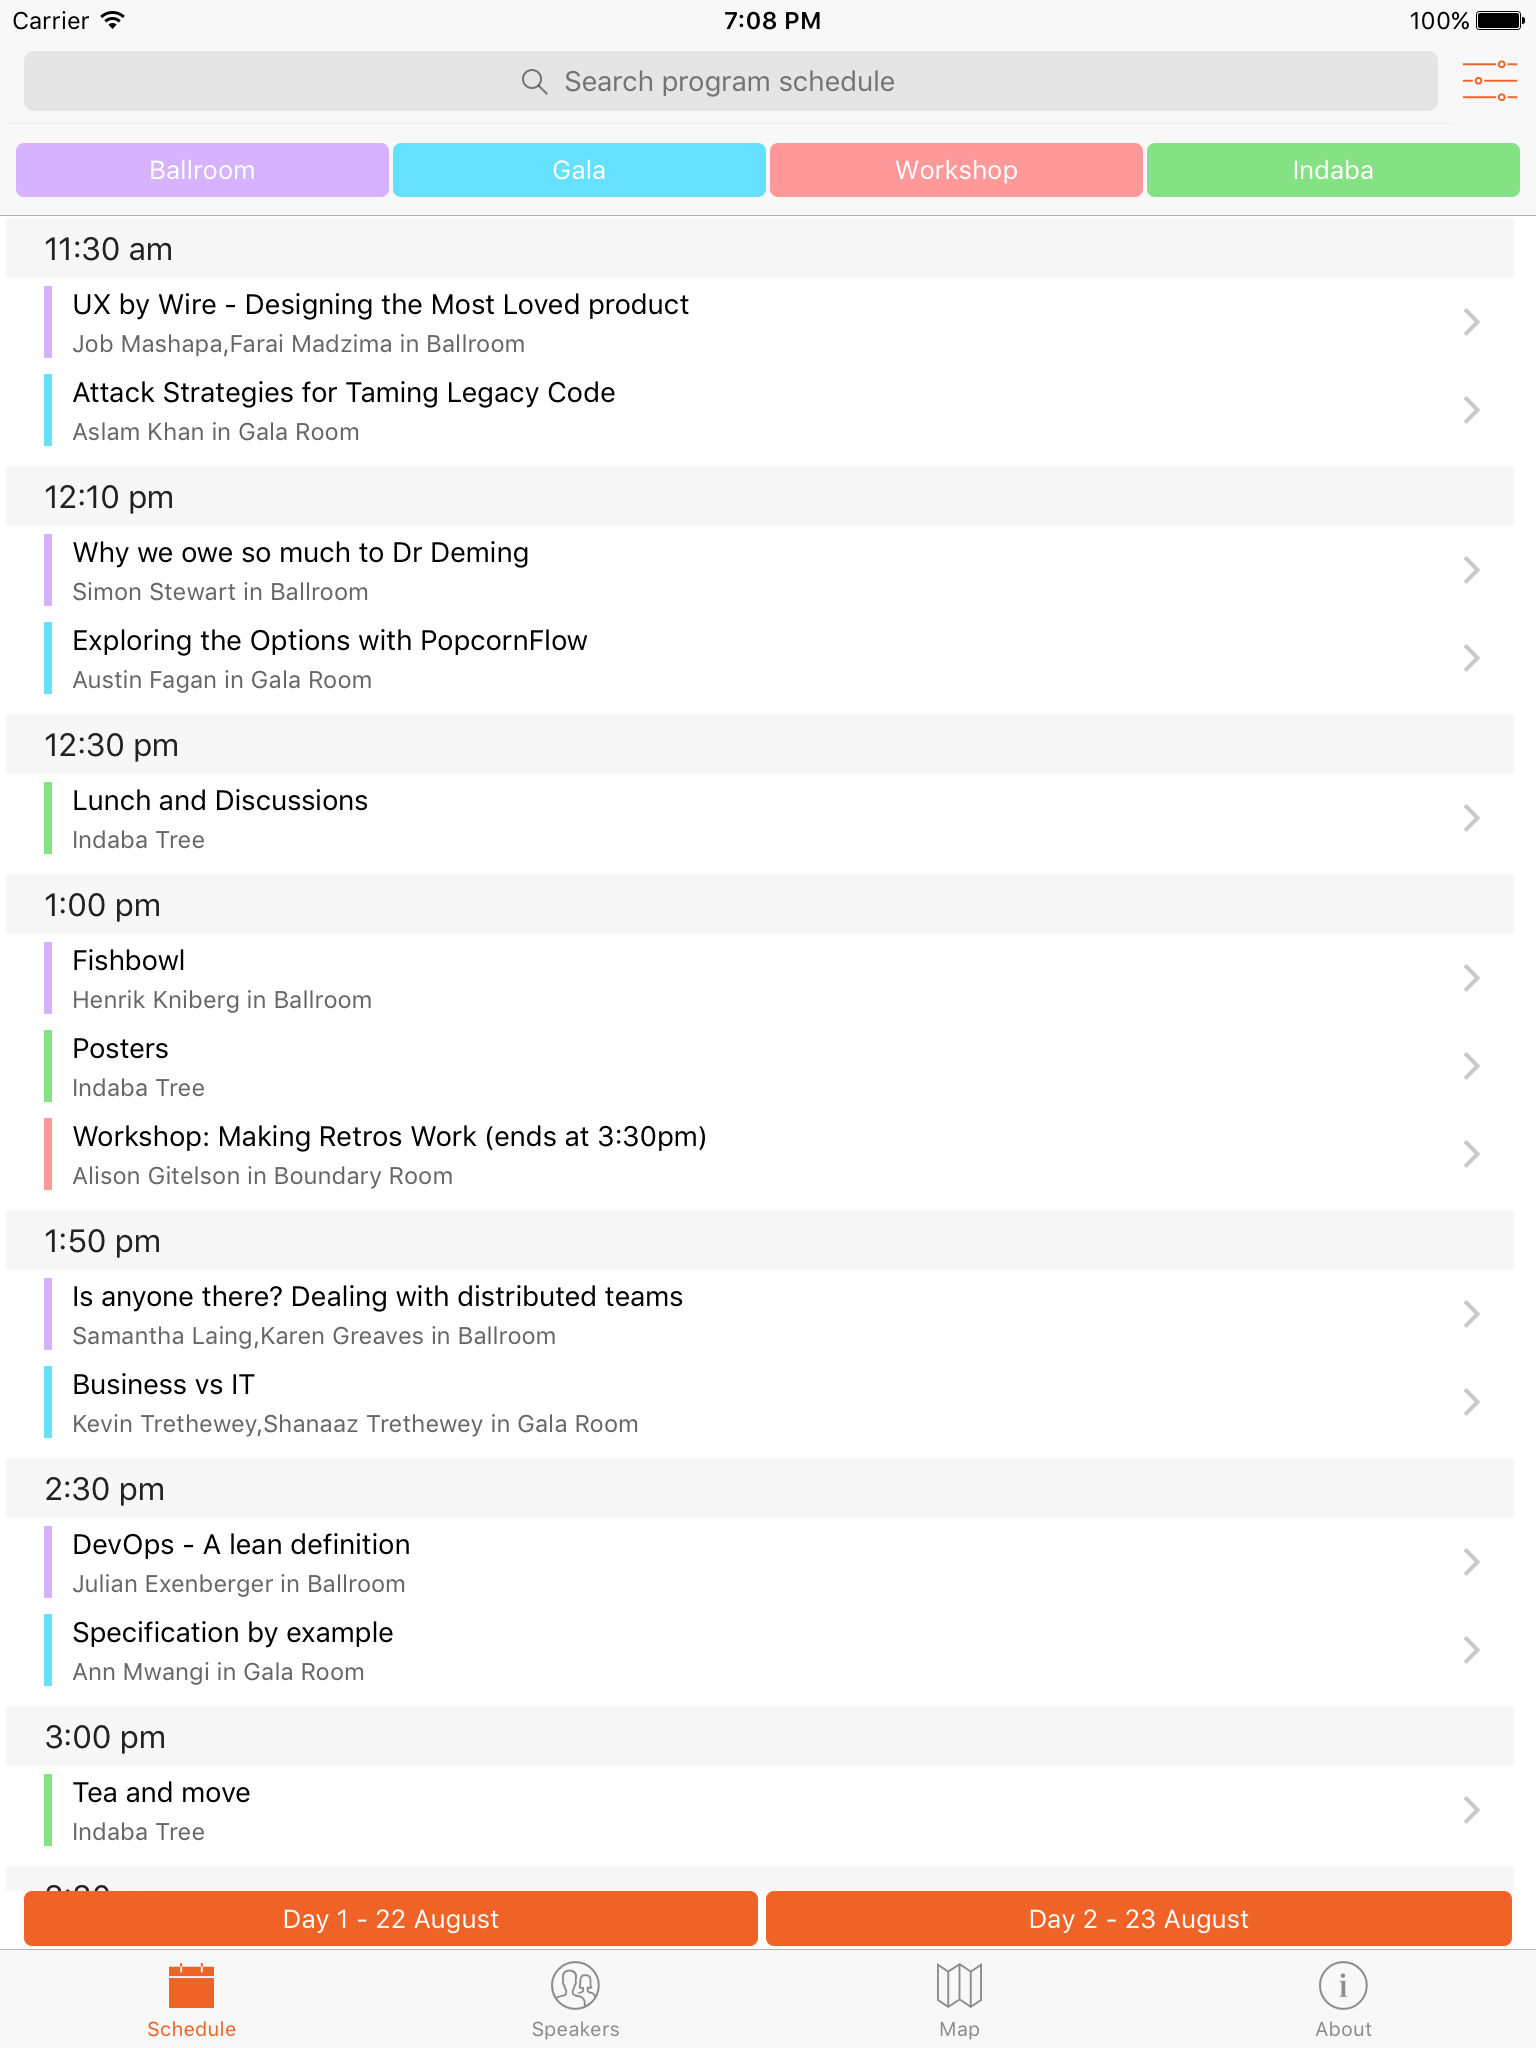 Carrier 7:08 PM 100%
Search program schedule
Ballroom Gala Workshop Indaba
11:30 am
UX by Wire - Designing the Most Loved product
Job Mashapa,Farai Madzima in Ballroom
Attack Strategies for Taming Legacy Code
Aslam Khan in Gala Room
12:10 pm
Why we owe so much to Dr Deming
Simon Stewart in Ballroom
Exploring the Options with PopcornFlow
Austin Fagan in Gala Room
12:30 pm
Lunch and Discussions
Indaba Tree
1:00 pm
Fishbowl
Henrik Kniberg in Ballroom
Posters
Indaba Tree
Workshop: Making Retros Work (ends at 3:30pm)
Alison Gitelson in Boundary Room
1:50 pm
Is anyone there? Dealing with distributed teams
Samantha Laing,Karen Greaves in Ballroom
Business vs IT
Kevin Trethewey,Shanaaz Trethewey in Gala Room
2:30 pm
DevOps - A lean definition
Julian Exenberger in Ballroom
Specification by example
Ann Mwangi in Gala Room
3:00 pm
Tea and move
Indaba Tree
Day 1 - 22 August Day 2 - 23 August
Schedule Speakers Map About